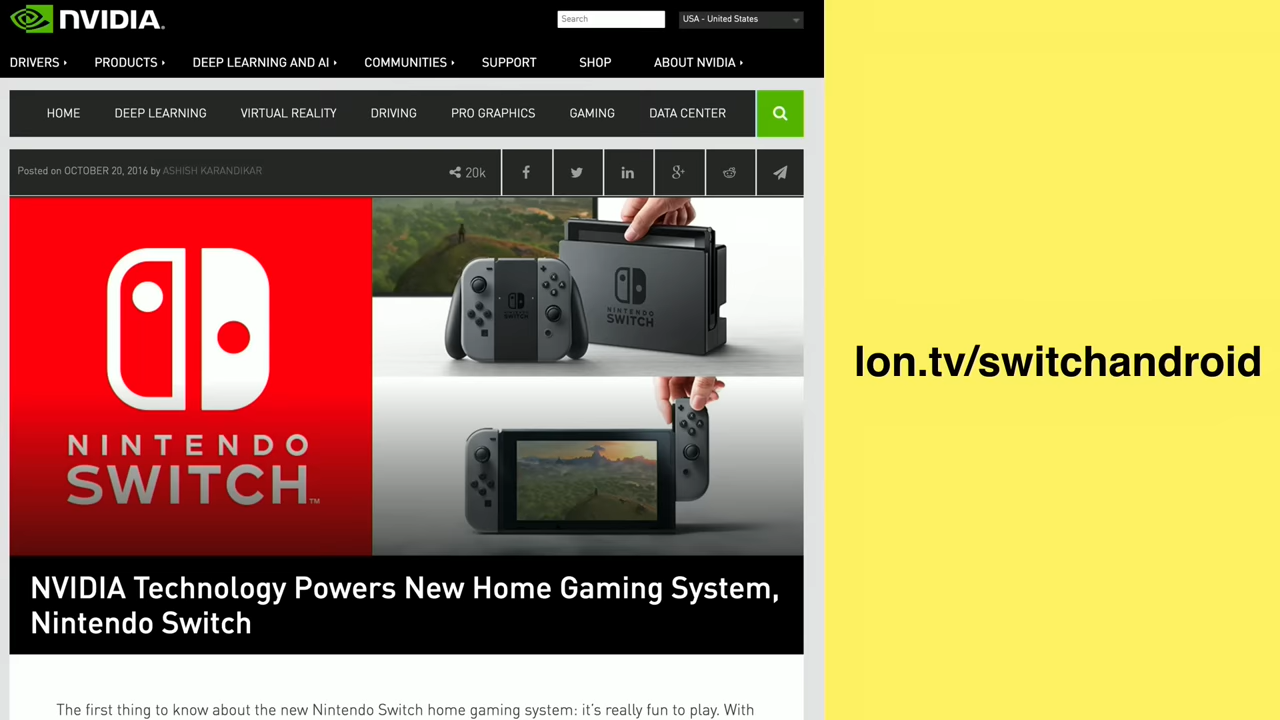 NVIDIA.
Search
USA - United States
DRIVERS
PRODUCTS
DEEP LEARNING AND AI
COMMUNITIES
SUPPORT
SHOP
ABOUT NVIDIA
HOME
DEEP LEARNING
VIRTUAL REALITY
DRIVING
PRO GRAPHICS
GAMING
DATA CENTER
Posted on OCTOBER 20, 2016 by ASHISH KARANDIKAR
20k
NINTENDO
SWITCH™
NINTENDO
SWITCH
NINTENDO
SWITCH
NVIDIA Technology Powers New Home Gaming System,
Nintendo Switch
The first thing to know about the new Nintendo Switch home gaming system: it’s really fun to play. With
lon.tv/switchandroid